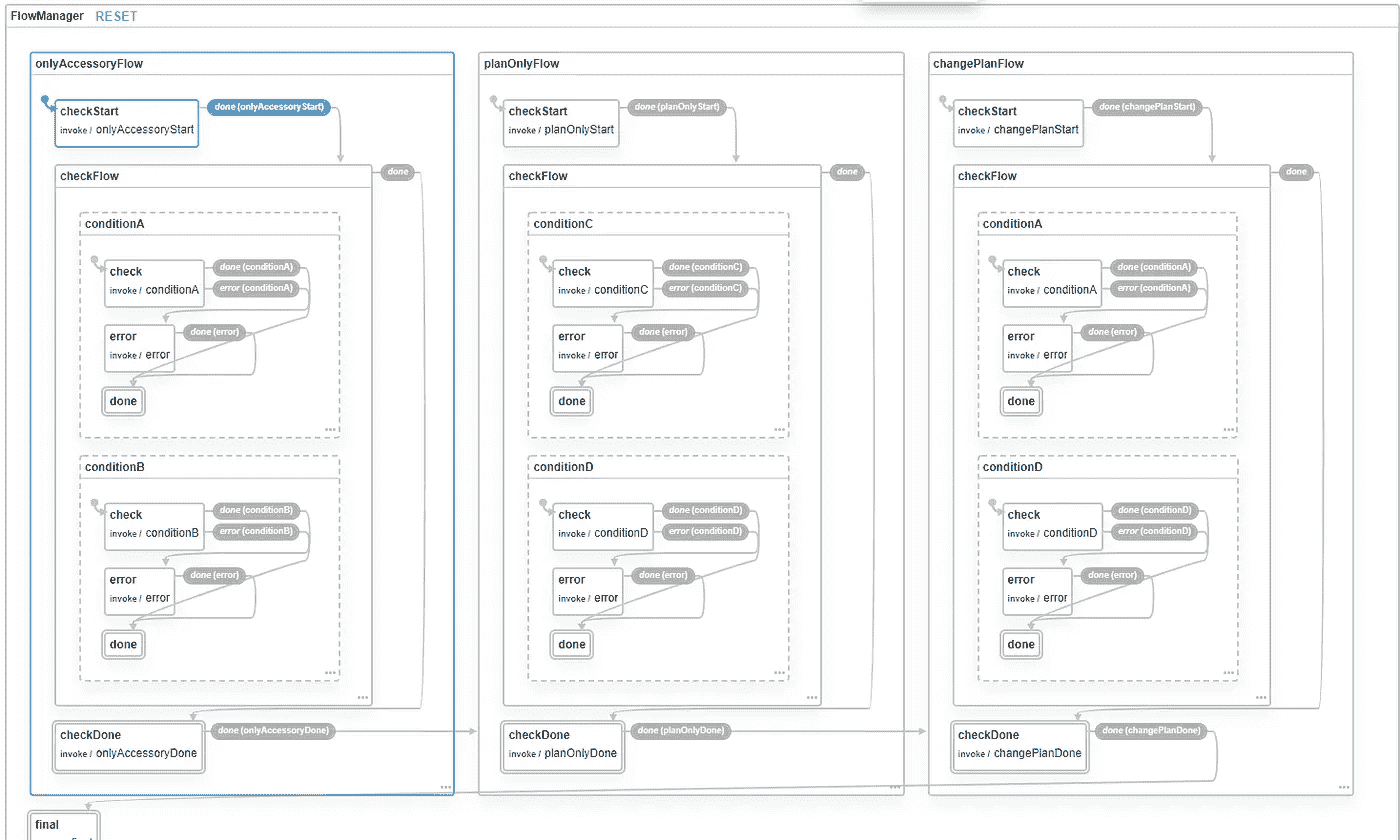 FlowManager RESET
onlyAccessoryFlow
checkStart
invoke / onlyAccessoryStart
done (onlyAccessoryStart)
checkFlow
done
conditionA
check
invoke / conditionA
done (conditionA)
error (conditionA)
error
invoke / error
done (error)
done
conditionB
check
invoke / conditionB
done (conditionB)
error (conditionB)
error
invoke / error
done (error)
done
checkDone
invoke / onlyAccessoryDone
done (onlyAccessoryDone)
planOnlyFlow
checkStart
invoke / planOnlyStart
done (planOnlyStart)
checkFlow
done
conditionC
check
invoke / conditionC
done (conditionC)
error (conditionC)
error
invoke / error
done (error)
done
conditionD
check
invoke / conditionD
done (conditionD)
error (conditionD)
error
invoke / error
done (error)
done
checkDone
invoke / planOnlyDone
done (planOnlyDone)
changePlanFlow
checkStart
invoke / changePlanStart
done (changePlanStart)
checkFlow
done
conditionA
check
invoke / conditionA
done (conditionA)
error (conditionA)
error
invoke / error
done (error)
done
conditionD
check
invoke / conditionD
done (conditionD)
error (conditionD)
error
invoke / error
done (error)
done
checkDone
invoke / changePlanDone
done (changePlanDone)
final